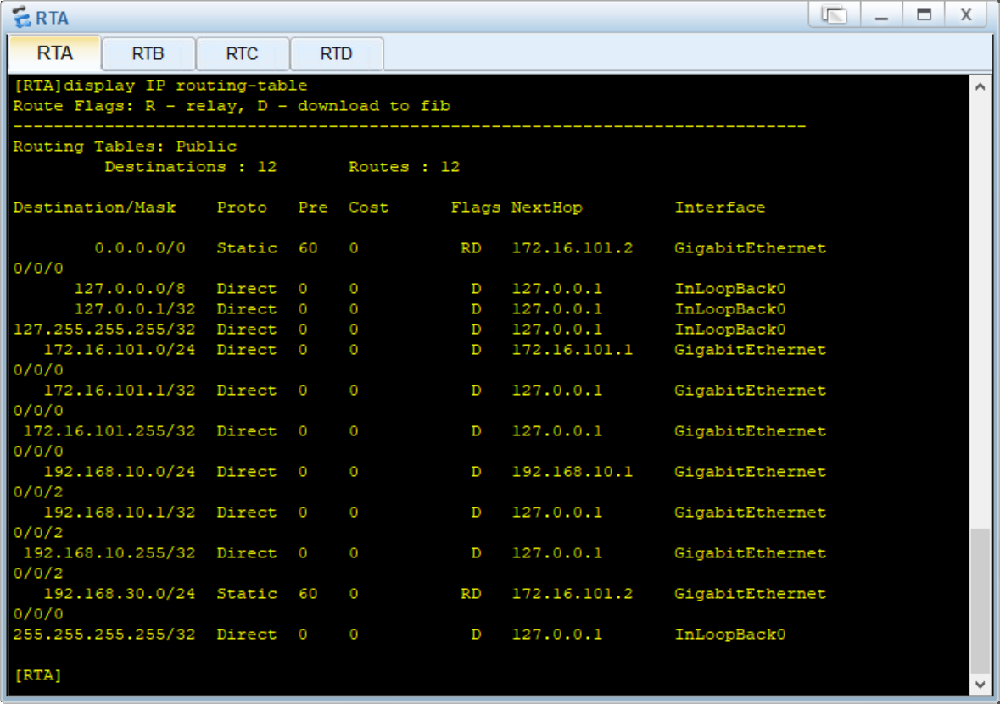 RTA
RTA RTB RTC RTD
[RTA]display IP routing-table
Route Flags: R - relay, D - download to fib
------------------------------------------------------------------------------
Routing Tables: Public
         Destinations : 12       Routes : 12
Destination/Mask    Proto   Pre  Cost      Flags NextHop         Interface
        0.0.0.0/0   Static  60   0          RD   172.16.101.2    GigabitEthernet
0/0/0
      127.0.0.0/8   Direct  0    0           D   127.0.0.1       InLoopBack0
      127.0.0.1/32  Direct  0    0           D   127.0.0.1       InLoopBack0
127.255.255.255/32  Direct  0    0           D   127.0.0.1       InLoopBack0
   172.16.101.0/24  Direct  0    0           D   172.16.101.1    GigabitEthernet
0/0/0
   172.16.101.1/32  Direct  0    0           D   127.0.0.1       GigabitEthernet
0/0/0
 172.16.101.255/32  Direct  0    0           D   127.0.0.1       GigabitEthernet
0/0/0
   192.168.10.0/24  Direct  0    0           D   192.168.10.1    GigabitEthernet
0/0/2
   192.168.10.1/32  Direct  0    0           D   127.0.0.1       GigabitEthernet
0/0/2
 192.168.10.255/32  Direct  0    0           D   127.0.0.1       GigabitEthernet
0/0/2
   192.168.30.0/24  Static  60   0          RD   172.16.101.2    GigabitEthernet
0/0/0
255.255.255.255/32  Direct  0    0           D   127.0.0.1       InLoopBack0
[RTA]